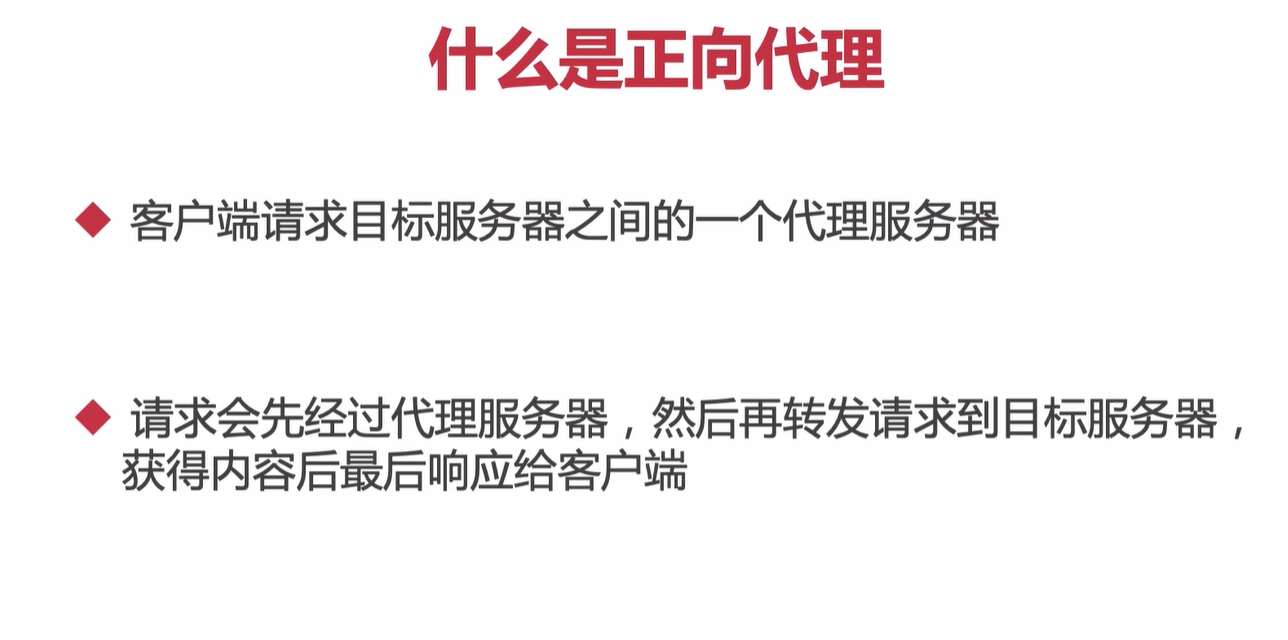 什么是正向代理
客户端请求目标服务器之间的一个代理服务器
请求会先经过代理服务器，然后再转发请求到目标服务器，
获得内容后最后响应给客户端